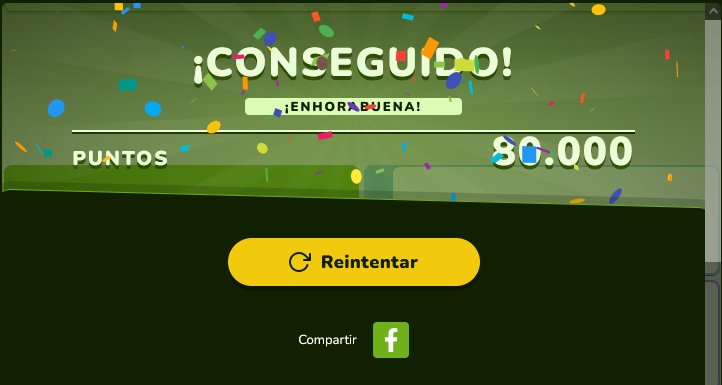 ¡CONSEGUIDO!
¡ENHORABUENA!
PUNTOS 80.000
Reintentar
Compartir